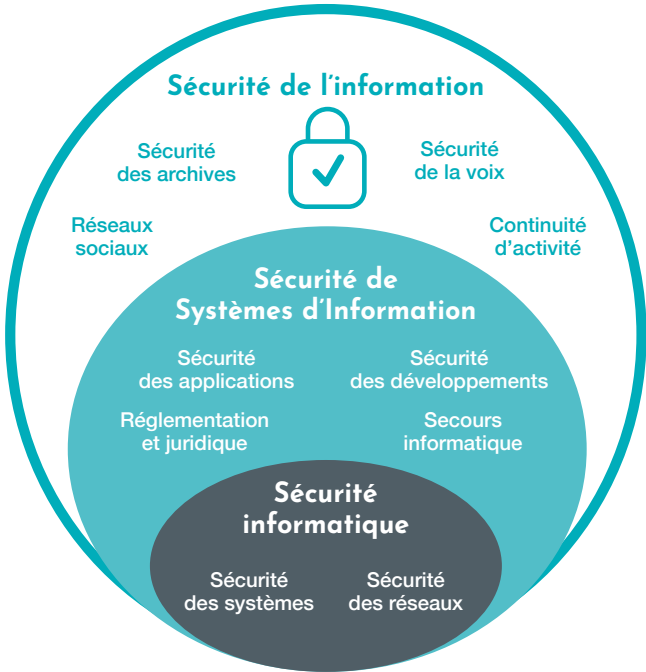 Sécurité de l'information
Sécurité
des archives
Sécurité
de la voix
Réseaux
sociaux
Continuité
d'activité
Sécurité de
Systèmes d'Information
Sécurité
des applications
Sécurité
des développements
Réglementation
et juridique
Secours
informatique
Sécurité
informatique
Sécurité
des systèmes
Sécurité
des réseaux